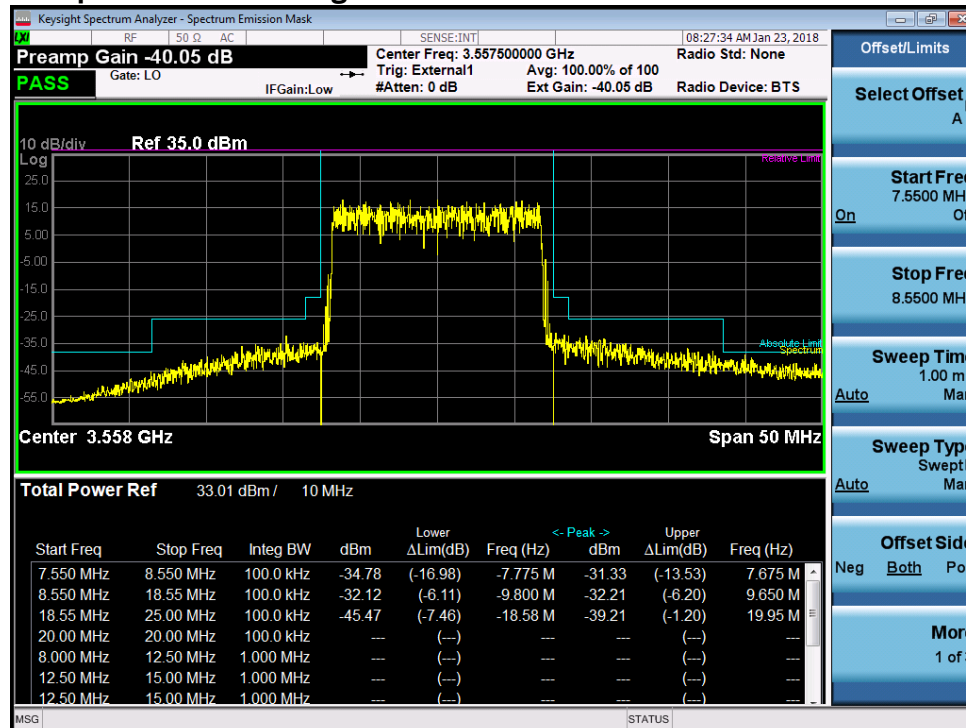 Keysight Spectrum Analyzer - Spectrum Emission Mask
LXI RF 50 Ω AC SENSE:INT 08:27:34 AM Jan 23, 2018
Preamp Gain -40.05 dB Center Freq: 3.557500000 GHz Radio Std: None
Gate: LO Trig: External1 Avg: 100.00% of 100
PASS IFGain:Low #Atten: 0 dB Ext Gain: -40.05 dB Radio Device: BTS
10 dB/div Ref 35.0 dBm
Log
Relative Limit
25.0
15.0
5.00
-5.00
-15.0
-25.0
-35.0
Absolute Limit
Spectrum
-45.0
-55.0
Center 3.558 GHz Span 50 MHz
Total Power Ref 33.01 dBm / 10 MHz
Lower <- Peak -> Upper
Start Freq Stop Freq Integ BW dBm ΔLim(dB) Freq (Hz) dBm ΔLim(dB) Freq (Hz)
7.550 MHz 8.550 MHz 100.0 kHz -34.78 (-16.98) -7.775 M -31.33 (-13.53) 7.675 M
8.550 MHz 18.55 MHz 100.0 kHz -32.12 (-6.11) -9.800 M -32.21 (-6.20) 9.650 M
18.55 MHz 25.00 MHz 100.0 kHz -45.47 (-7.46) -18.58 M -39.21 (-1.20) 19.95 M
20.00 MHz 20.00 MHz 100.0 kHz --- (---) --- --- (---) ---
8.000 MHz 12.50 MHz 1.000 MHz --- (---) --- --- (---) ---
12.50 MHz 15.00 MHz 1.000 MHz --- (---) --- --- (---) ---
12.50 MHz 15.00 MHz 1.000 MHz --- (---) --- --- (---) ---
MSG STATUS
Offset/Limits
Select Offset
A
Start Fre
7.5500 MH
On O
Stop Fre
8.5500 MH
Sweep Tim
1.00 m
Auto Ma
Sweep Typ
Swept
Auto Ma
Offset Sid
Neg Both Po
Mor
1 of